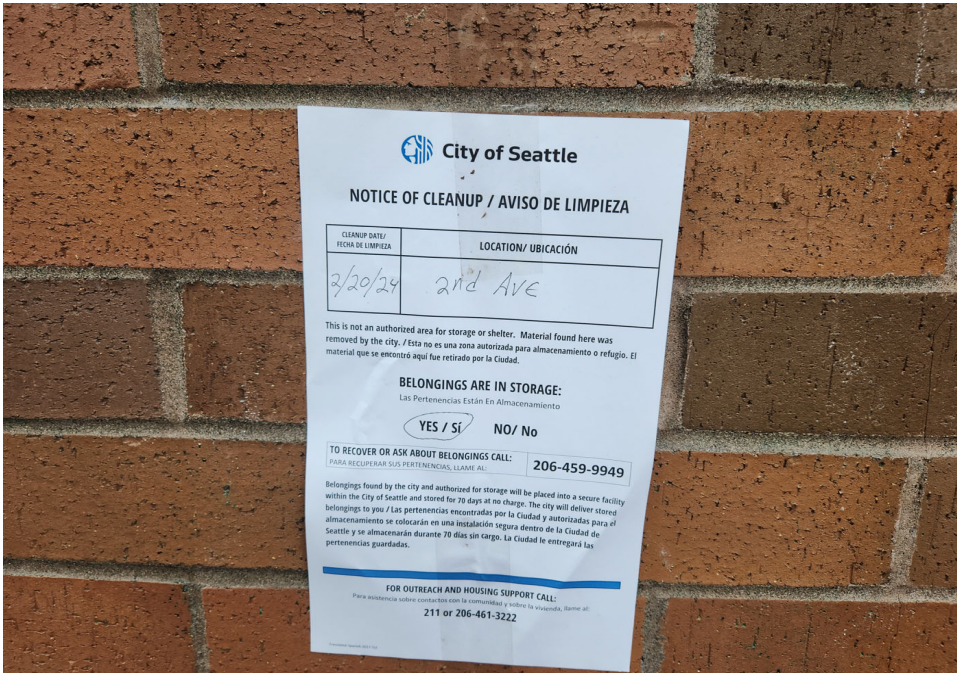 City of Seattle
NOTICE OF CLEANUP / AVISO DE LIMPIEZA
CLEANUP DATE/
FECHA DE LIMPIEZA
LOCATION/ UBICACIÓN
2/20/24
2nd AVE
This is not an authorized area for storage or shelter. Material found here was
removed by the city. / Esta no es una zona autorizada para almacenamiento o refugio. El
material que se encontró aquí fue retirado por la Ciudad.
BELONGINGS ARE IN STORAGE:
Las Pertenencias Están En Almacenamiento
YES / Sí NO/ No
TO RECOVER OR ASK ABOUT BELONGINGS CALL:
PARA RECUPERAR SUS PERTENENCIAS, LLAME AL:
206-459-9949
Belongings found by the city and authorized for storage will be placed into a secure facility
within the City of Seattle and stored for 70 days at no charge. The city will deliver stored
belongings to you / Las pertenencias encontradas por la Ciudad y autorizadas para el
almacenamiento se colocarán en una instalación segura dentro de la Ciudad de
Seattle y se almacenarán durante 70 días sin cargo. La Ciudad le entregará las
pertenencias guardadas.
FOR OUTREACH AND HOUSING SUPPORT CALL:
Para asistencia sobre contactos con la comunidad y sobre la vivienda, llame al:
211 or 206-461-3222